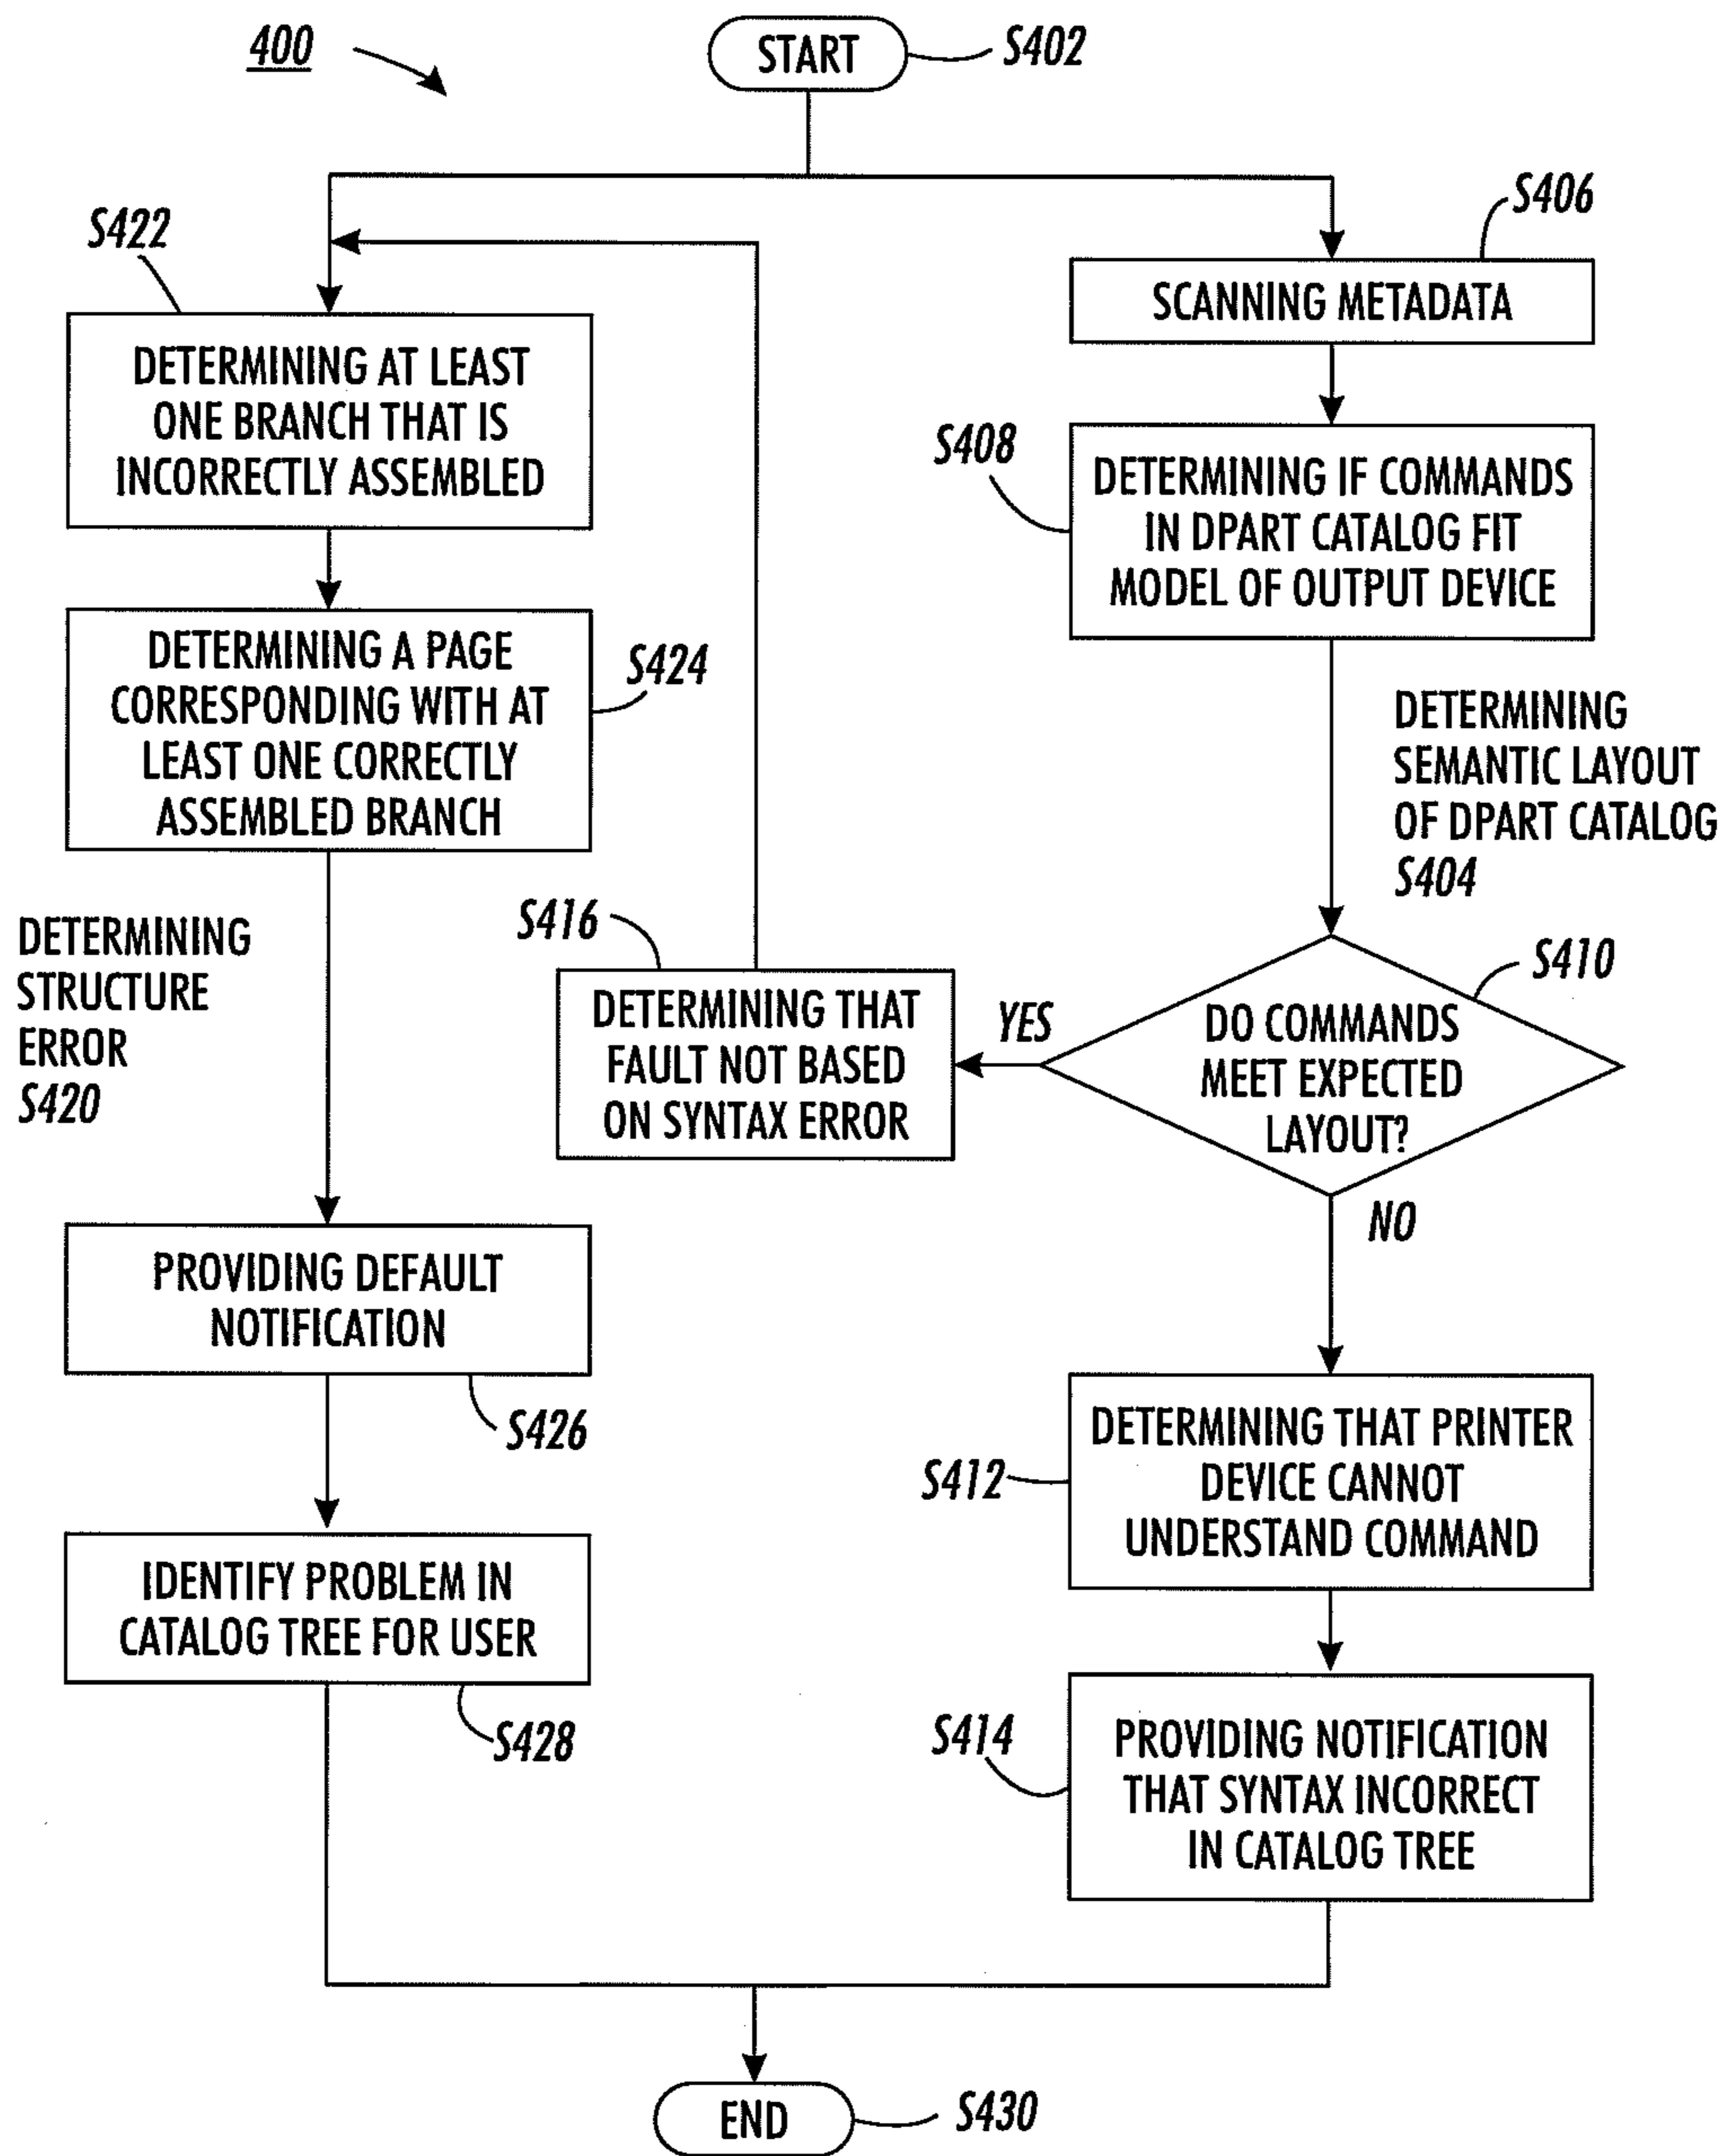 400
START
S402
S406
SCANNING METADATA
S422
DETERMINING AT LEAST
ONE BRANCH THAT IS
INCORRECTLY ASSEMBLED
S408
DETERMINING IF COMMANDS
IN DPART CATALOG FIT
MODEL OF OUTPUT DEVICE
DETERMINING A PAGE
CORRESPONDING WITH AT
LEAST ONE CORRECTLY
ASSEMBLED BRANCH
S424
DETERMINING
SEMANTIC LAYOUT
OF DPART CATALOG
S404
DETERMINING
STRUCTURE
ERROR
S420
S416
DETERMINING THAT
FAULT NOT BASED
ON SYNTAX ERROR
YES
S410
DO COMMANDS
MEET EXPECTED
LAYOUT?
NO
PROVIDING DEFAULT
NOTIFICATION
S426
S412
DETERMINING THAT PRINTER
DEVICE CANNOT
UNDERSTAND COMMAND
IDENTIFY PROBLEM IN
CATALOG TREE FOR USER
S428
S414
PROVIDING NOTIFICATION
THAT SYNTAX INCORRECT
IN CATALOG TREE
END
S430